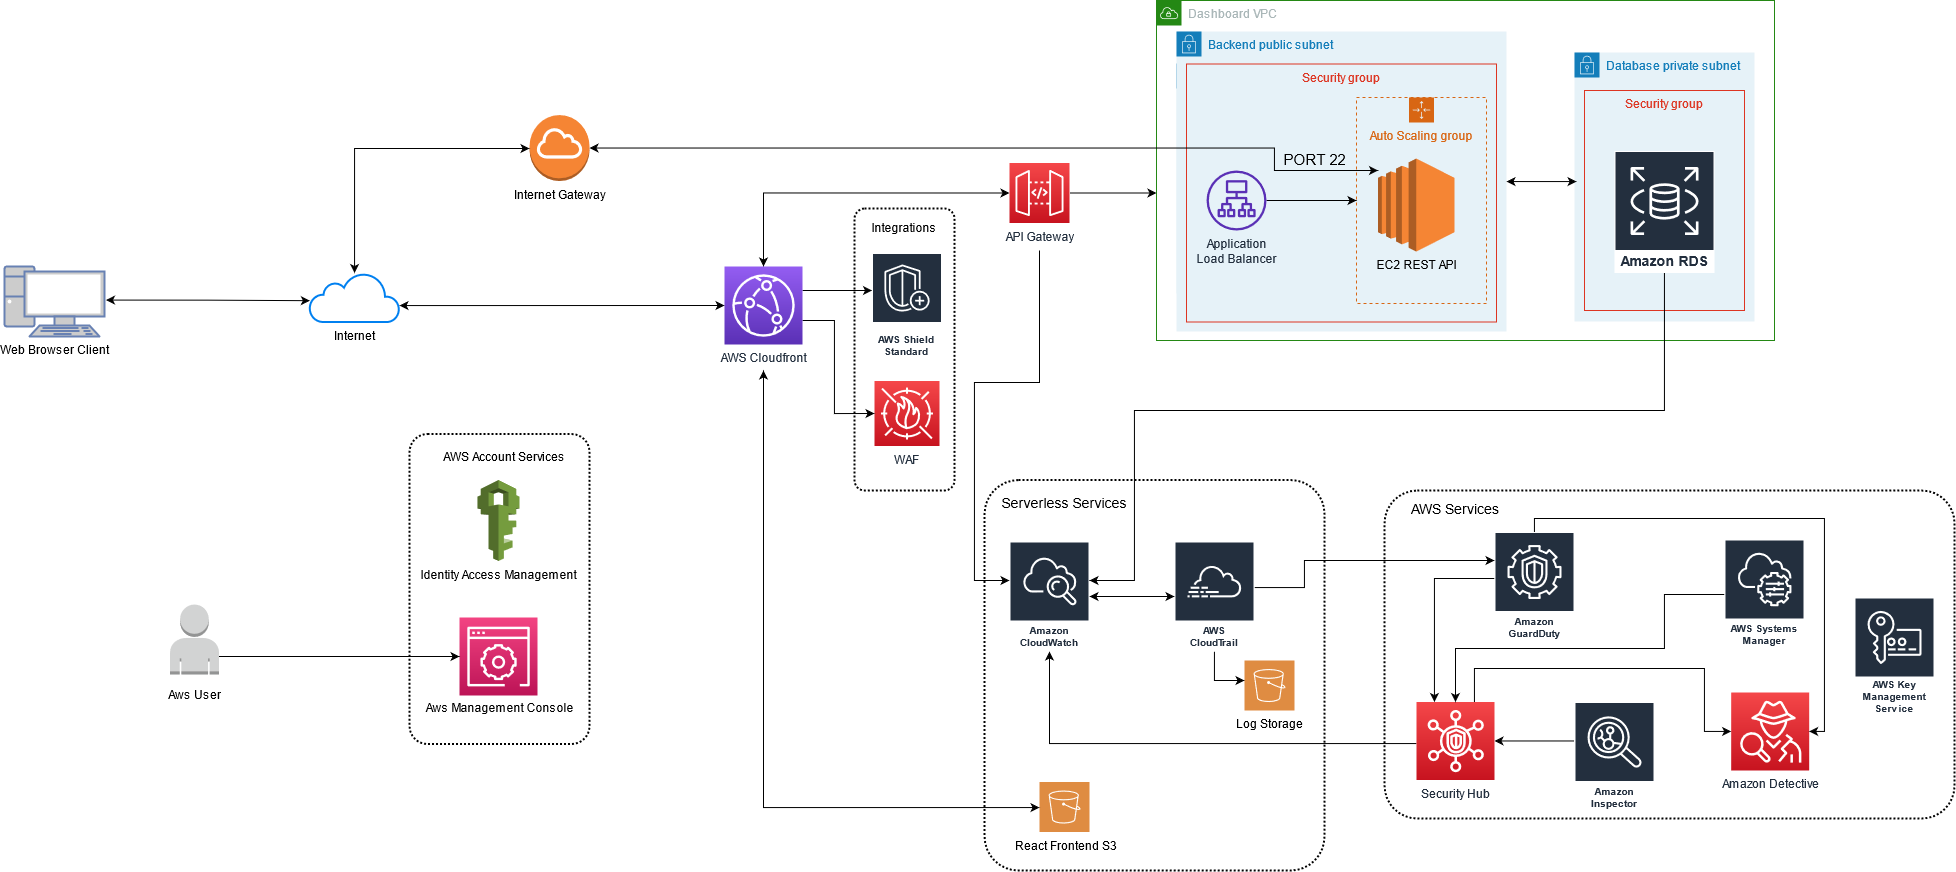 Dashboard VPC
Backend public subnet
Database private subnet
Security group
Security group
Auto Scaling group
PORT 22
Internet Gateway
API Gateway
Application
Load Balancer
EC2 REST API
Amazon RDS
Integrations
AWS Shield
Standard
WAF
Web Browser Client
Internet
AWS Cloudfront
AWS Account Services
Identity Access Management
Aws Management Console
Aws User
Serverless Services
Amazon
CloudWatch
AWS
CloudTrail
Log Storage
React Frontend S3
AWS Services
Amazon
GuardDuty
AWS Systems
Manager
AWS Key
Management
Service
Security Hub
Amazon
Inspector
Amazon Detective